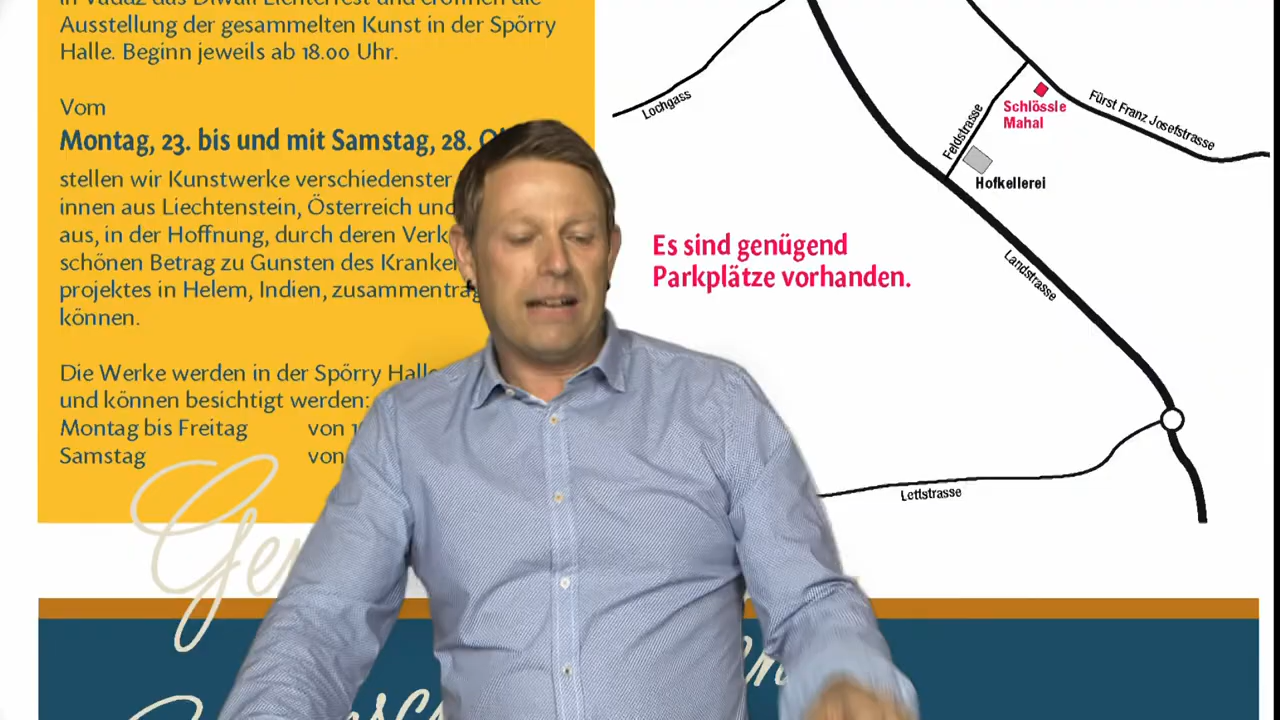 in Vaduz das Diwali Lichterfest und eröffnen die
Ausstellung der gesammelten Kunst in der Spörry
Halle. Beginn jeweils ab 18.00 Uhr.
Vom
Montag, 23. bis und mit Samstag, 28.
stellen wir Kunstwerke verschiedenster
innen aus Liechtenstein, Österreich und
aus, in der Hoffnung, durch deren
schönen Betrag zu Gunsten des
projektes in Helem, Indien,
können.
Die Werke werden in der Spörry Halle
und können besichtigt werden:
Montag bis Freitag von
Samstag von
Lochgass
Feldstrasse
Schlössle
Mahal
Fürst Franz Josefstrasse
Hofkellerei
Es sind genügend
Parkplätze vorhanden.
Landstrasse
Lettstrasse